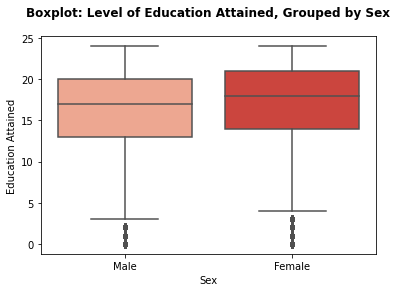 Boxplot: Level of Education Attained, Grouped by Sex
25
20
15
10
5
0
Education Attained
Male
Female
Sex